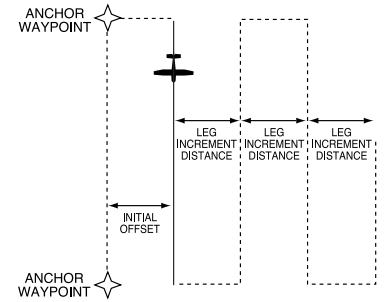 ANCHOR
WAYPOINT
LEG
INCREMENT
DISTANCE
LEG
INCREMENT
DISTANCE
LEG
INCREMENT
DISTANCE
INITIAL
OFFSET
ANCHOR
WAYPOINT